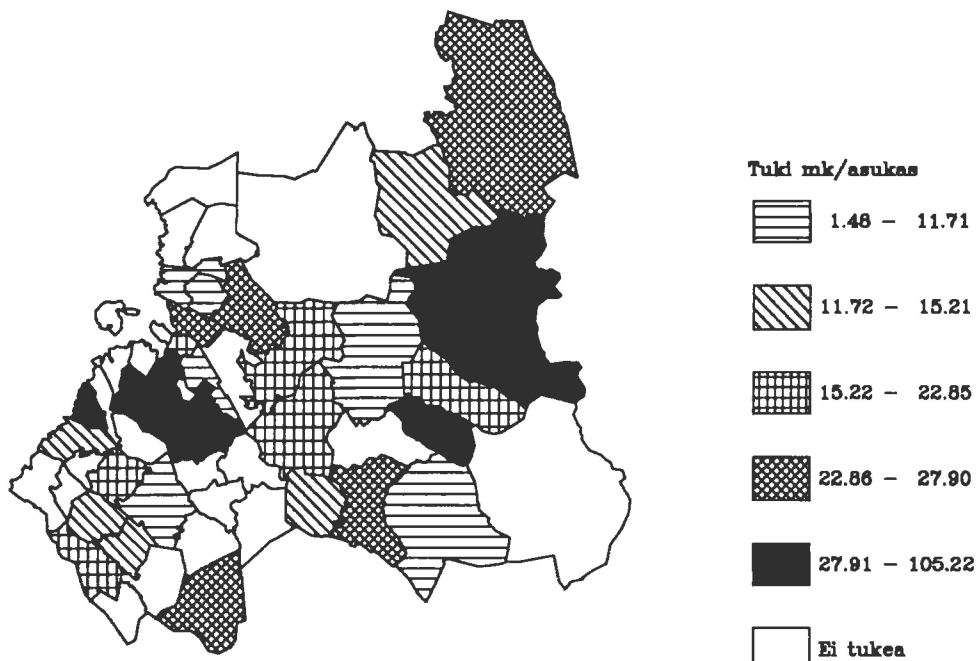 Tuki mk/asukas
1.48 - 11.71
11.72 - 15.21
15.22 - 22.85
22.86 - 27.90
27.91 - 105.22
Ei tukea